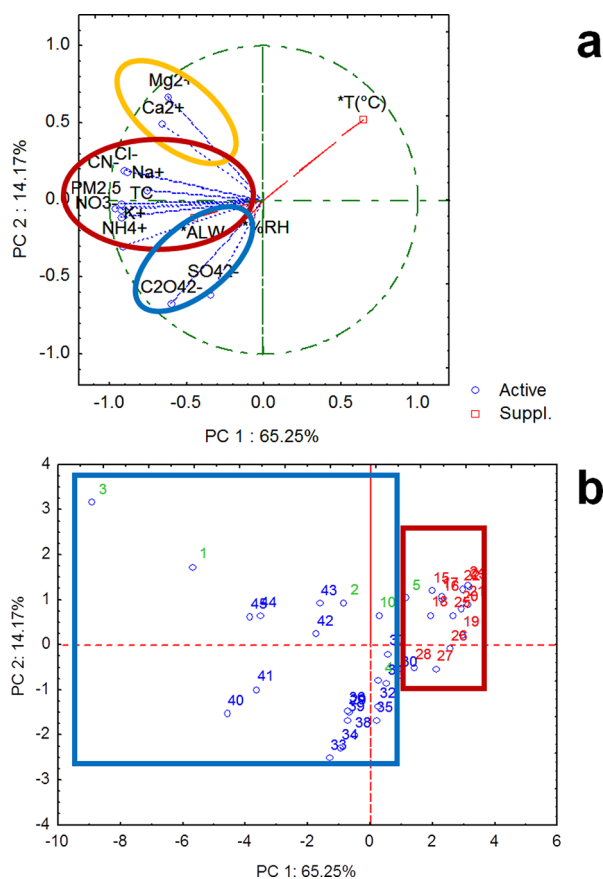 a
1.0
Mg2+
Ca2+
*T(°C)
0.5
Cl-
CN-
Na+
PM2.5
TC
0.0
NO3-
K+
NH4+
*ALW
*%RH
SO42-
-0.5
C2O42-
-1.0
PC 2 : 14.17%
-1.0 -0.5 0.0 0.5 1.0
PC 1 : 65.25%
Active
Suppl.
b
4
3
2
1
0
-1
-2
-3
-4
PC 2: 14.17%
3
1
43
2
5
15
17
16
18
25
20
19
45
44
42
10
26
41
40
4
28
27
30
32
35
39
38
34
33
-10 -8 -6 -4 -2 0 2 4 6
PC 1: 65.25%